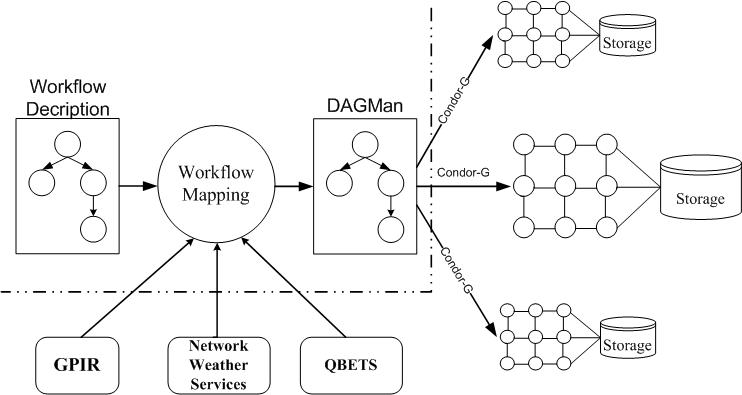 Workflow
Decription
DAGMan
Workflow
Mapping
Condor-G
Condor-G
Condor-G
Storage
Storage
Storage
GPIR
Network
Weather
Services
QBETS